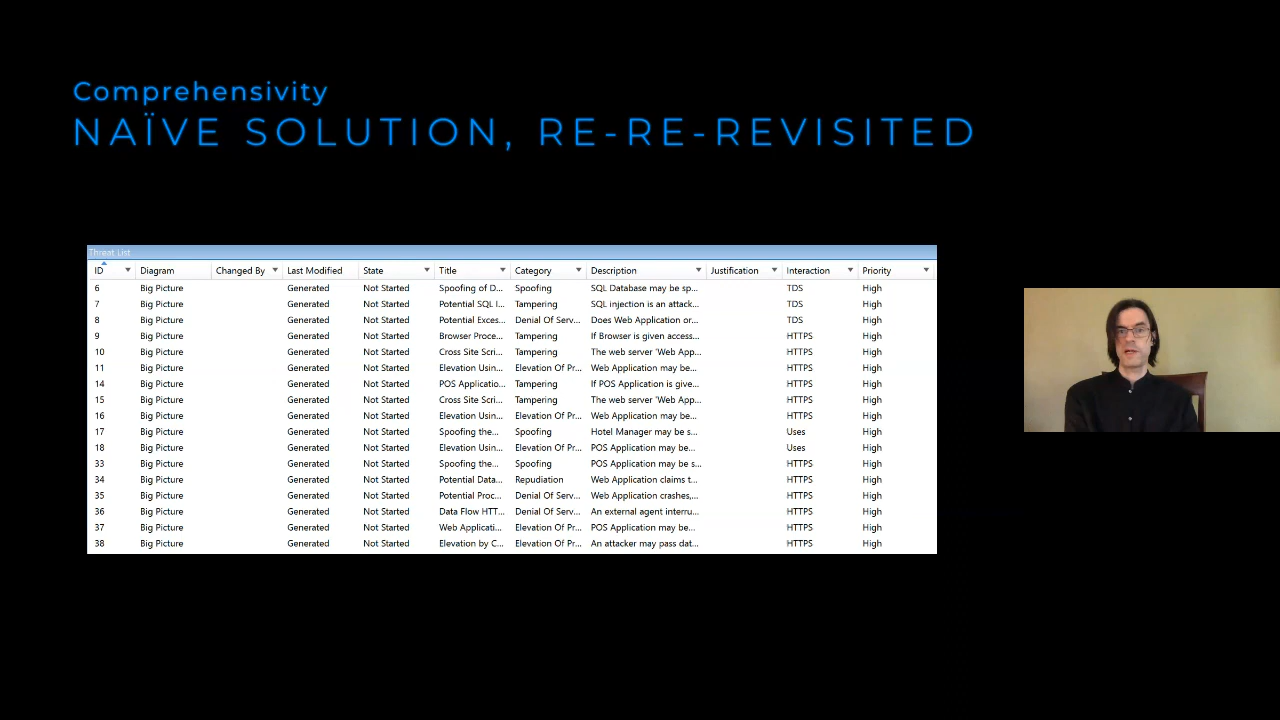 Comprehensivity
NAÏVE SOLUTION, RE-RE-REVISITED
Threat List
ID Diagram Changed By Last Modified State Title Category Description Justification Interaction Priority
6 Big Picture Generated Not Started Spoofing of D... Spoofing SQL Database may be sp... TDS High
7 Big Picture Generated Not Started Potential SQL I... Tampering SQL injection is an attack... TDS High
8 Big Picture Generated Not Started Potential Exces... Denial Of Serv... Does Web Application or... TDS High
9 Big Picture Generated Not Started Browser Proce... Tampering If Browser is given access... HTTPS High
10 Big Picture Generated Not Started Cross Site Scri... Tampering The web server 'Web App... HTTPS High
11 Big Picture Generated Not Started Elevation Usin... Elevation Of Pr... Web Application may be... HTTPS High
14 Big Picture Generated Not Started POS Applicatio... Tampering If POS Application is give... HTTPS High
15 Big Picture Generated Not Started Cross Site Scri... Tampering The web server 'Web App... HTTPS High
16 Big Picture Generated Not Started Elevation Usin... Elevation Of Pr... Web Application may be... HTTPS High
17 Big Picture Generated Not Started Spoofing the... Spoofing Hotel Manager may be s... Uses High
18 Big Picture Generated Not Started Elevation Usin... Elevation Of Pr... POS Application may be... Uses High
33 Big Picture Generated Not Started Spoofing the... Spoofing POS Application may be s... HTTPS High
34 Big Picture Generated Not Started Potential Data... Repudiation Web Application claims t... HTTPS High
35 Big Picture Generated Not Started Potential Proc... Denial Of Serv... Web Application crashes,... HTTPS High
36 Big Picture Generated Not Started Data Flow HTT... Denial Of Serv... An external agent interru... HTTPS High
37 Big Picture Generated Not Started Web Applicati... Elevation Of Pr... POS Application may be... HTTPS High
38 Big Picture Generated Not Started Elevation by C... Elevation Of Pr... An attacker may pass dat... HTTPS High